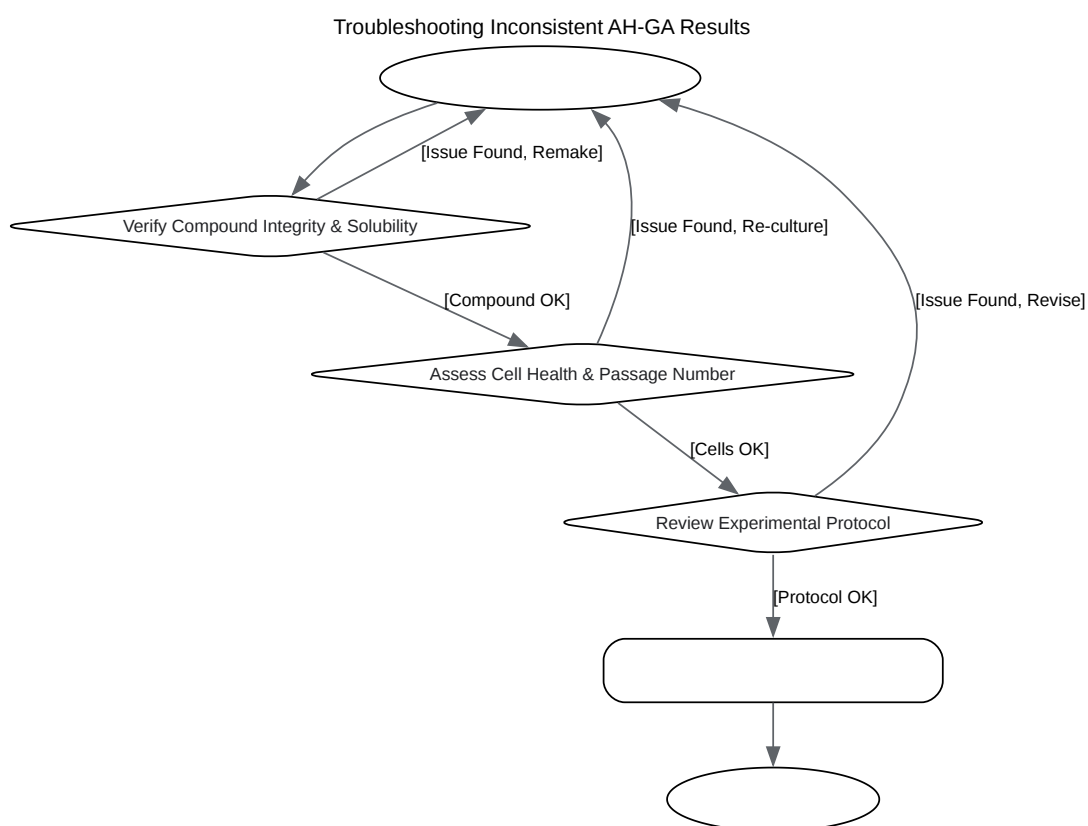 Troubleshooting Inconsistent AH-GA Results
[Issue Found, Remake]
Verify Compound Integrity & Solubility
[Issue Found, Re-culture]
[Compound OK]
[Issue Found, Revise]
Assess Cell Health & Passage Number
[Cells OK]
Review Experimental Protocol
[Protocol OK]